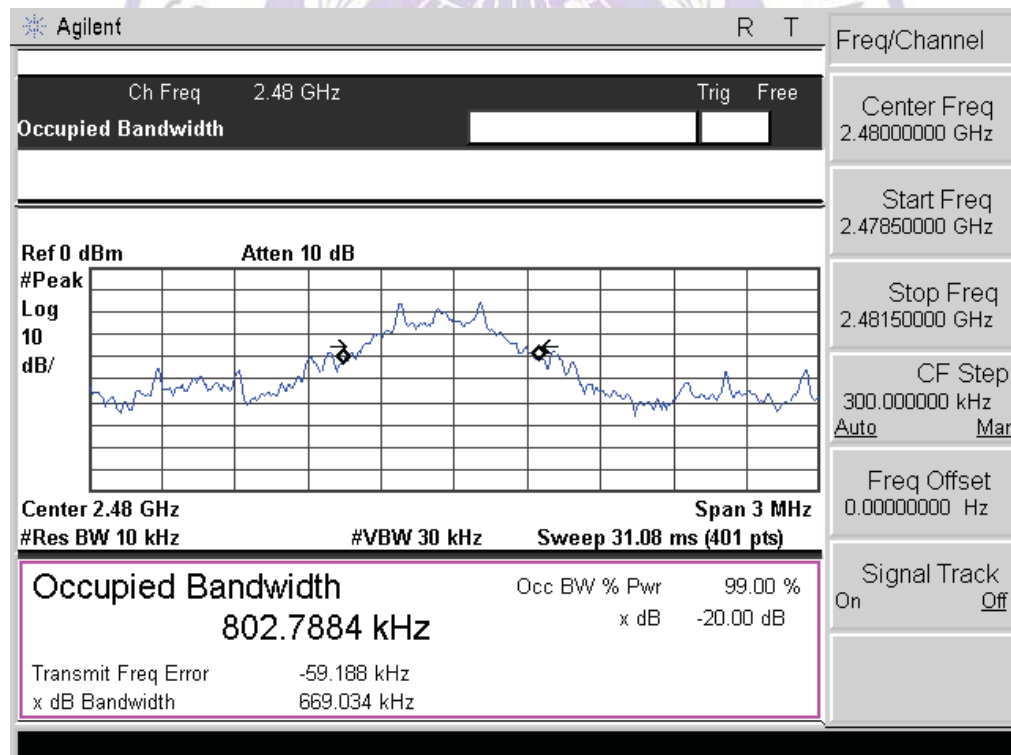 Agilent R T
Freq/Channel
Ch Freq 2.48 GHz Trig Free
Occupied Bandwidth
Center Freq
2.48000000 GHz
Start Freq
2.47850000 GHz
Stop Freq
2.48150000 GHz
CF Step
300.000000 kHz
Auto Mar
Freq Offset
0.00000000 Hz
Signal Track
On Off
Ref 0 dBm Atten 10 dB
#Peak
Log
10
dB/
Center 2.48 GHz Span 3 MHz
#Res BW 10 kHz #VBW 30 kHz Sweep 31.08 ms (401 pts)
Occupied Bandwidth Occ BW % Pwr 99.00 %
802.7884 kHz x dB -20.00 dB
Transmit Freq Error -59.188 kHz
x dB Bandwidth 669.034 kHz